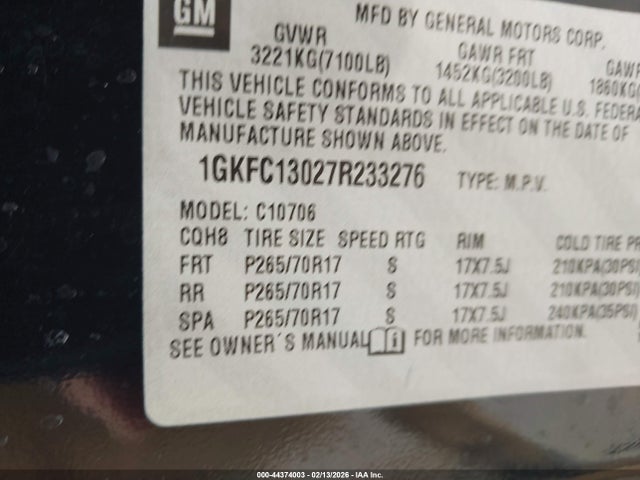 GM
MFD BY GENERAL MOTORS CORP.
GVWR GAWR FRT GAWR
3221KG(7100LB) 1452KG(3200LB) 1860KG(
THIS VEHICLE CONFORMS TO ALL APPLICABLE U.S. FEDERA
VEHICLE SAFETY STANDARDS IN EFFECT ON THE DATE OF
MANUFACTURE SHOWN ABOVE.
1GKFC13027R233276 TYPE: M.P.V.
MODEL: C10706
CQH8 TIRE SIZE SPEED RTG RIM COLD TIRE PR
FRT P265/70R17 S 17X7.5J 210KPA(30PSI)
RR P265/70R17 S 17X7.5J 210KPA(30PSI)
SPA P265/70R17 S 17X7.5J 240KPA(35PSI)
SEE OWNER'S MANUAL FOR MORE INFORMATION.
000-44374003 - 02/13/2026 - IAA Inc.